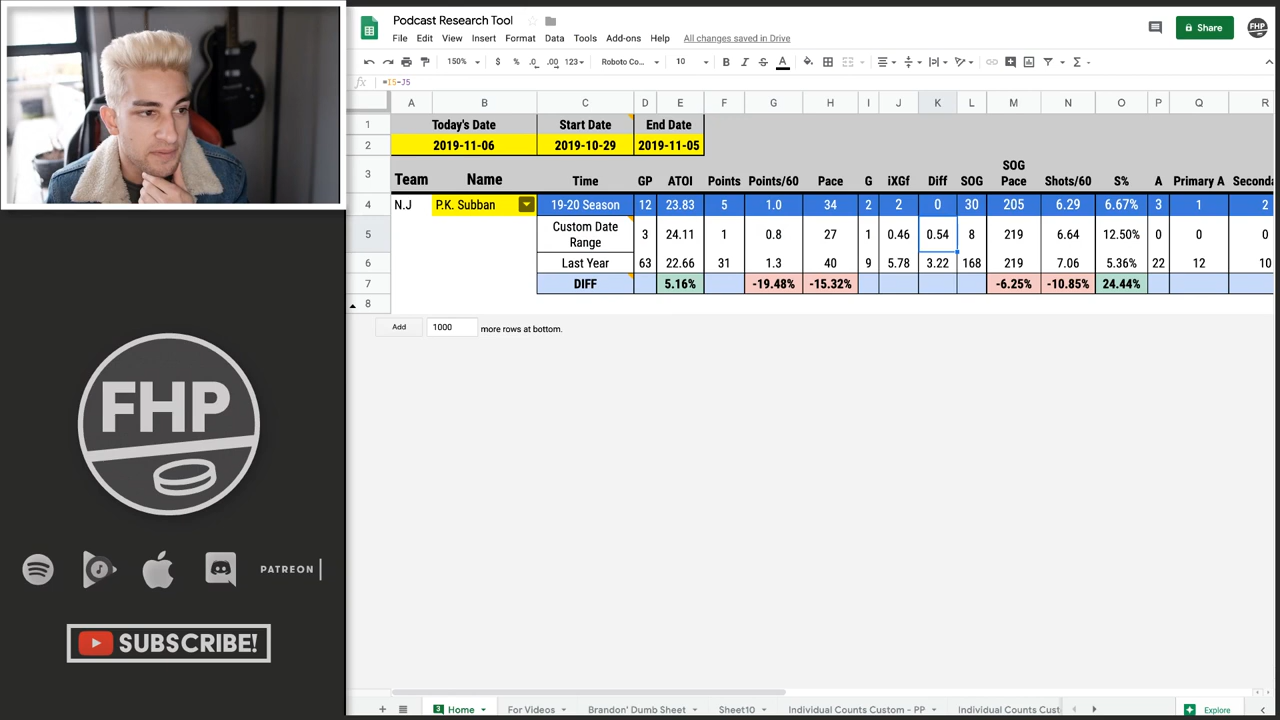 Podcast Research Tool
File Edit View Insert Format Data Tools Add-ons Help All changes saved in Drive
Share
FHP
150% $ % .0 .00 123 Roboto Co... 10 B I S A
fx =I5-J5
A B C D E F G H I J K L M N O P Q R
1 Today's Date Start Date End Date
2 2019-11-06 2019-10-29 2019-11-05
3 Team Name Time GP ATOI Points Points/60 Pace G iXGf Diff SOG SOG Pace Shots/60 S% A Primary A Seconda
4 N.J P.K. Subban 19-20 Season 12 23.83 5 1.0 34 2 2 0 30 205 6.29 6.67% 3 1 2
5 Custom Date Range 3 24.11 1 0.8 27 1 0.46 0.54 8 219 6.64 12.50% 0 0 0
6 Last Year 63 22.66 31 1.3 40 9 5.78 3.22 168 219 7.06 5.36% 22 12 10
7 DIFF 5.16% -19.48% -15.32% -6.25% -10.85% 24.44%
8
Add 1000 more rows at bottom.
FHP
PATREON |
SUBSCRIBE!
+ 3 Home For Videos Brandon' Dumb Sheet Sheet10 Individual Counts Custom - PP Individual Counts Cust Explore